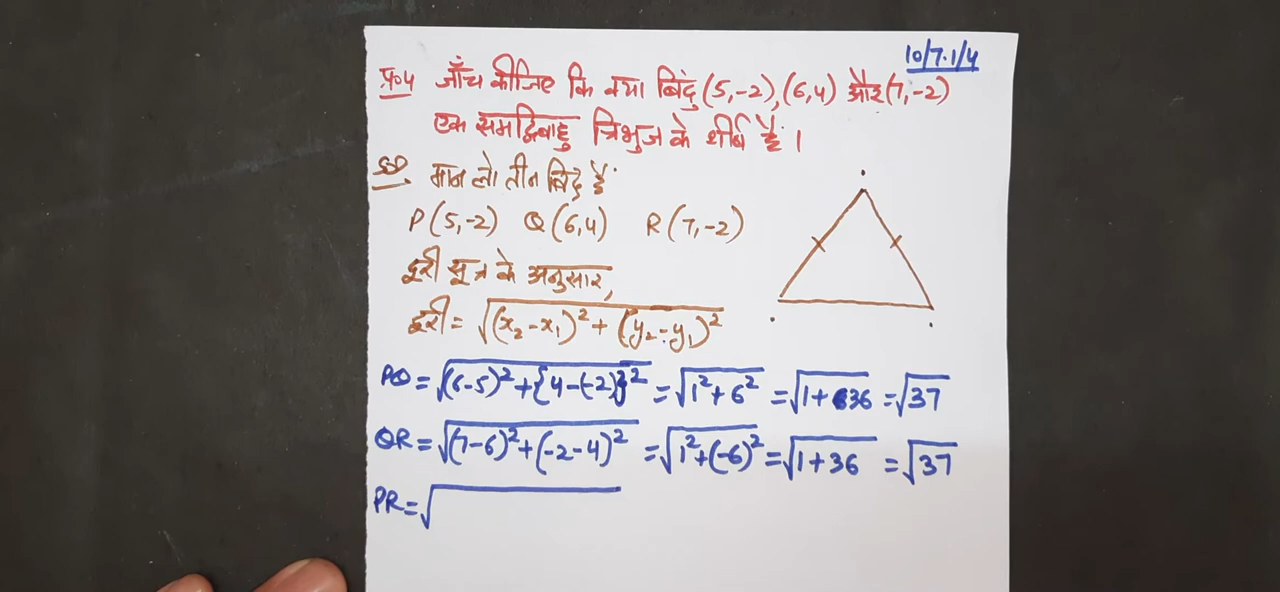 10/7.1/4
प्र०4 जाँच कीजिए कि क्या बिंदु (5,-2), (6,4) और (7,-2)
एक समद्विबाहु त्रिभुज के शीर्ष हैं।
मान लो तीन बिंदु हैं
P(5,-2) Q(6,4) R(7,-2)
दूरी सूत्र के अनुसार,
दूरी = √(x₂-x₁)² + (y₂-y₁)²
PQ = √(6-5)² + {4-(-2)}² = √1²+6² = √1+36 = √37
QR = √(7-6)² + (-2-4)² = √1²+(-6)² = √1+36 = √37
PR = √